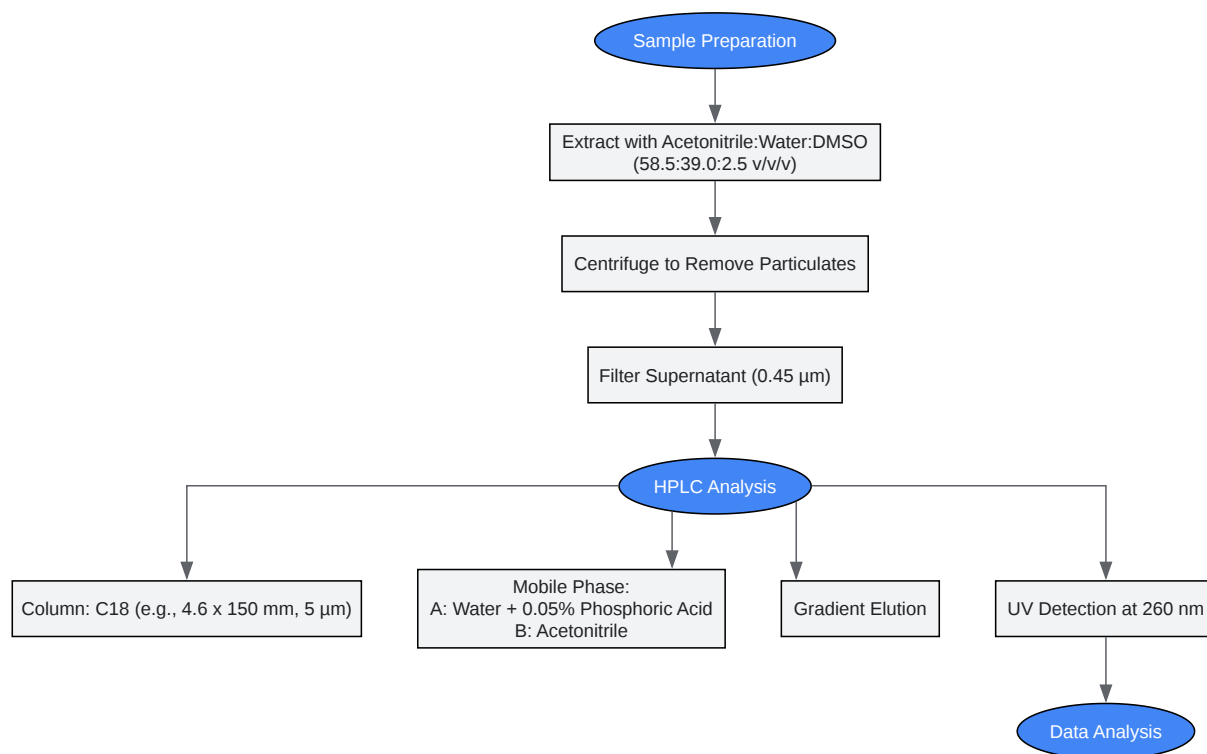 Sample Preparation
Extract with Acetonitrile:Water:DMSO
(58.5:39.0:2.5 v/v/v)
Centrifuge to Remove Particulates
Filter Supernatant (0.45 µm)
HPLC Analysis
Column: C18 (e.g., 4.6 x 150 mm, 5 µm)
Mobile Phase:
A: Water + 0.05% Phosphoric Acid
B: Acetonitrile
Gradient Elution
UV Detection at 260 nm
Data Analysis